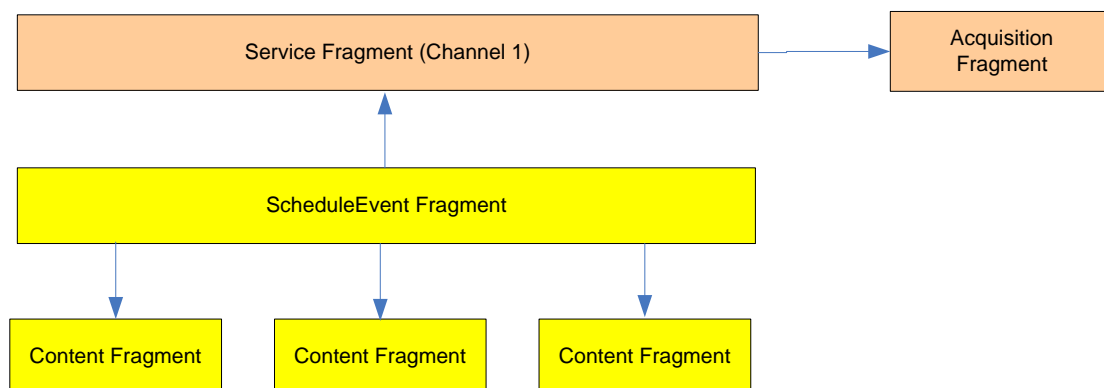 Service Fragment (Channel 1)
Acquisition
Fragment
ScheduleEvent Fragment
Content Fragment
Content Fragment
Content Fragment